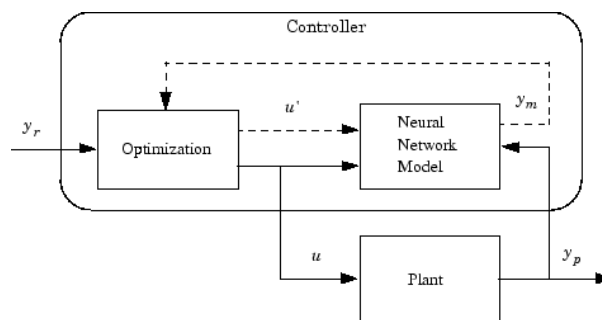 Controller
y_r
Optimization
u'
Neural
Network
Model
y_m
u
Plant
y_p